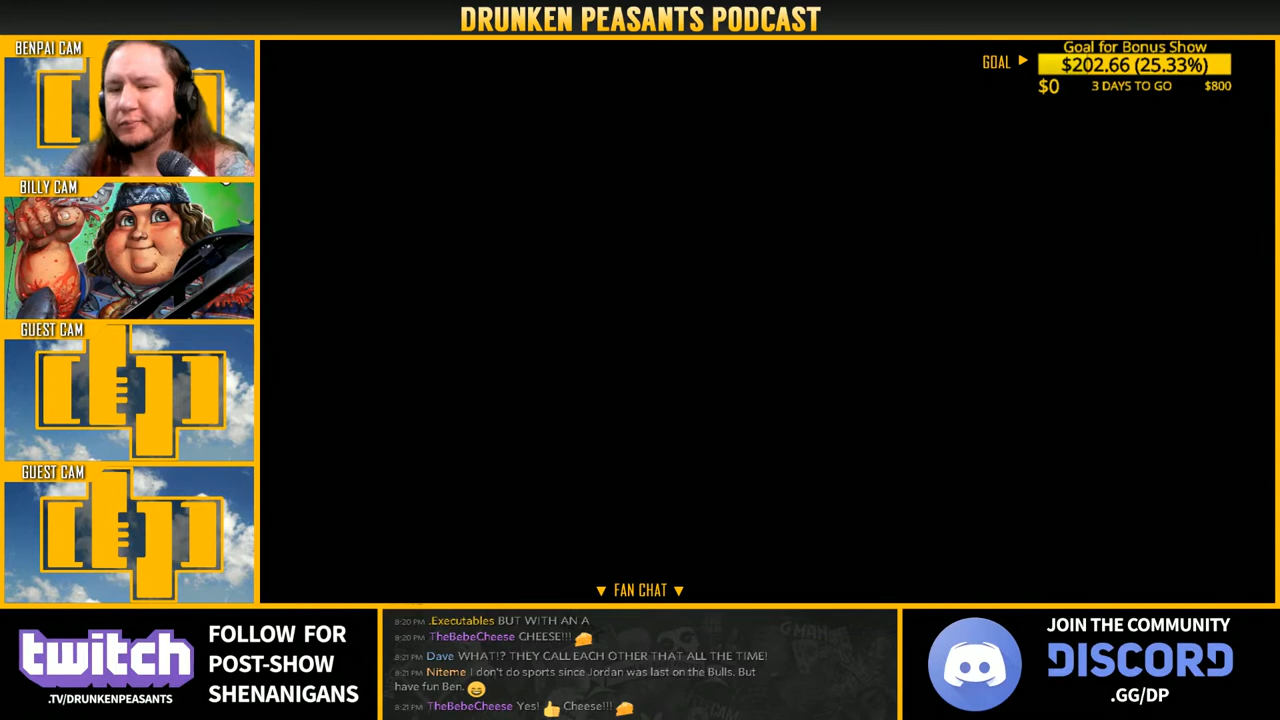 DRUNKEN PEASANTS PODCAST
BENPAI CAM
BILLY CAM
GUEST CAM
GUEST CAM
GOAL
Goal for Bonus Show
$202.66 (25.33%)
$0 3 DAYS TO GO $800
FAN CHAT
twitch
.TV/DRUNKENPEASANTS
FOLLOW FOR
POST-SHOW
SHENANIGANS
8:20 PM .Executables BUT WITH AN A
8:20 PM TheBebeCheese CHEESE!!!
8:21 PM Dave WHAT!? THEY CALL EACH OTHER THAT ALL THE TIME!
8:21 PM Niteme I don't do sports since Jordan was last on the Bulls. But
have fun Ben.
8:21 PM TheBebeCheese Yes! Cheese!!!
JOIN THE COMMUNITY
DISCORD
.GG/DP